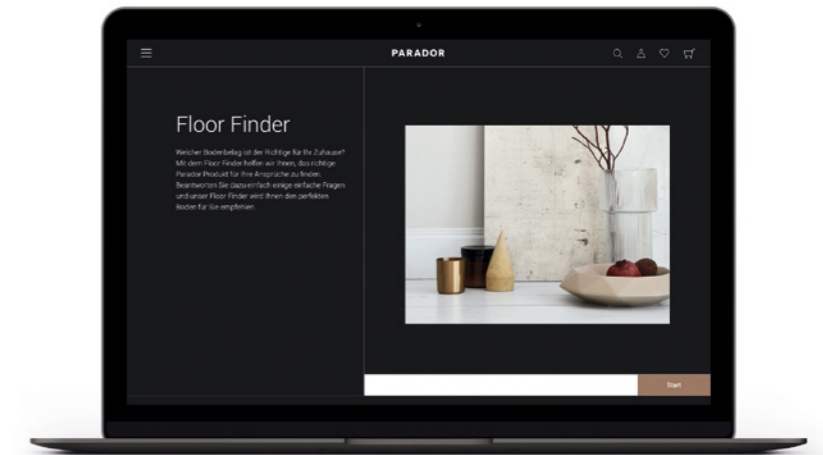 PARADOR
Floor Finder
Welcher Bodenbelag ist der Richtige für Ihr Zuhause?
Mit dem Floor Finder helfen wir Ihnen, das richtige
Parador Produkt für Ihre Ansprüche zu finden.
Beantworten Sie dazu einfach einige einfache Fragen
und unser Floor Finder wird Ihnen den perfekten
Boden für Sie empfehlen.
Start